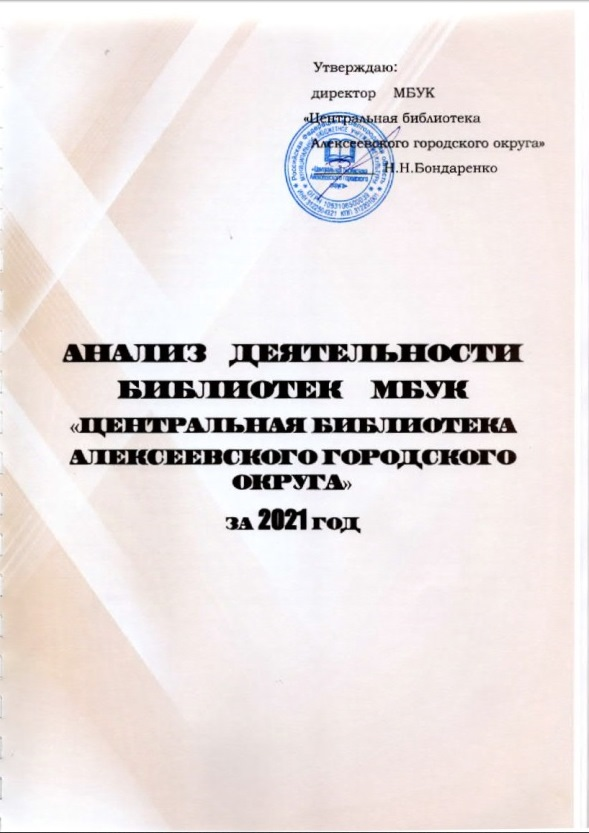 Утверждаю:
директор МБУК
«Центральная библиотека
Алексеевского городского округа»
Н.Н.Бондаренко
АНАЛИЗ ДЕЯТЕЛЬНОСТИ
БИБЛИОТЕК МБУК
«ЦЕНТРАЛЬНАЯ БИБЛИОТЕКА
АЛЕКСЕЕВСКОГО ГОРОДСКОГО
ОКРУГА»
ЗА 2021 ГОД